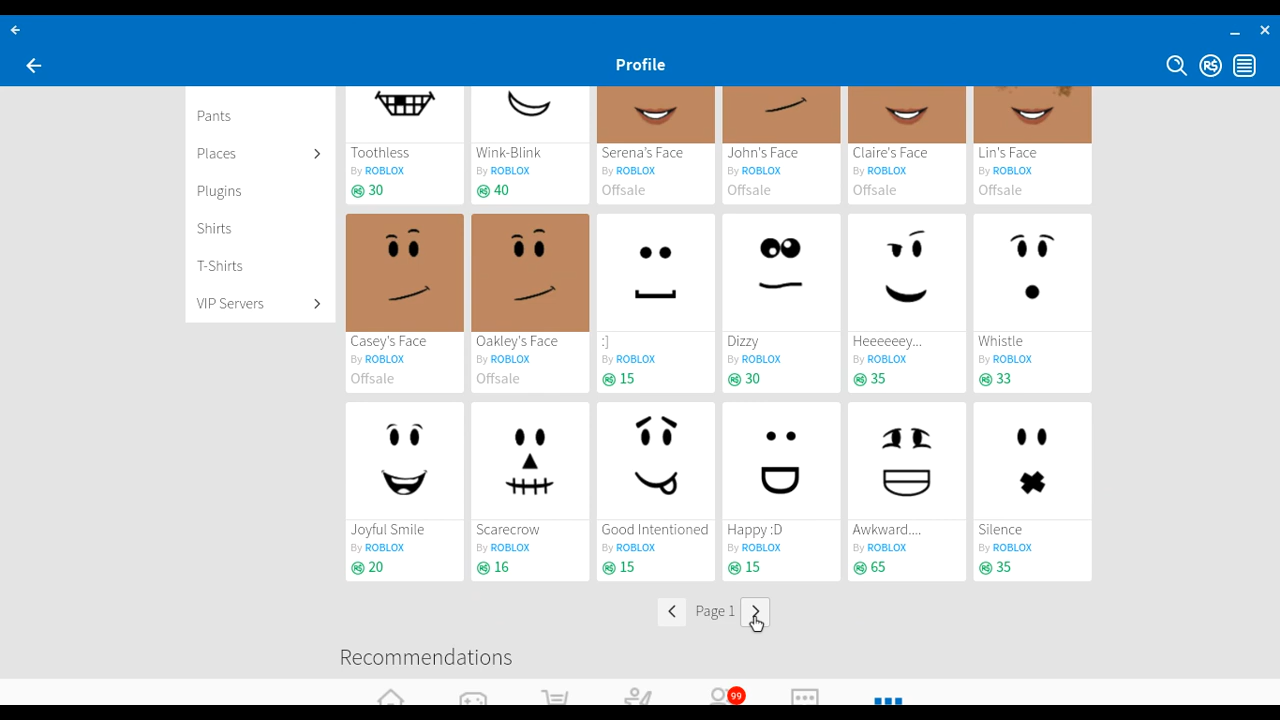 Profile
R$
Pants
Places
Plugins
Shirts
T-Shirts
VIP Servers
Toothless
By ROBLOX
R$ 30
Wink-Blink
By ROBLOX
R$ 40
Serena's Face
By ROBLOX
Offsale
John's Face
By ROBLOX
Offsale
Claire's Face
By ROBLOX
Offsale
Lin's Face
By ROBLOX
Offsale
Casey's Face
By ROBLOX
Offsale
Oakley's Face
By ROBLOX
Offsale
:]
By ROBLOX
R$ 15
Dizzy
By ROBLOX
R$ 30
Heeeeeey...
By ROBLOX
R$ 35
Whistle
By ROBLOX
R$ 33
Joyful Smile
By ROBLOX
R$ 20
Scarecrow
By ROBLOX
R$ 16
Good Intentioned
By ROBLOX
R$ 15
Happy :D
By ROBLOX
R$ 15
Awkward....
By ROBLOX
R$ 65
Silence
By ROBLOX
R$ 35
Page 1
Recommendations
99